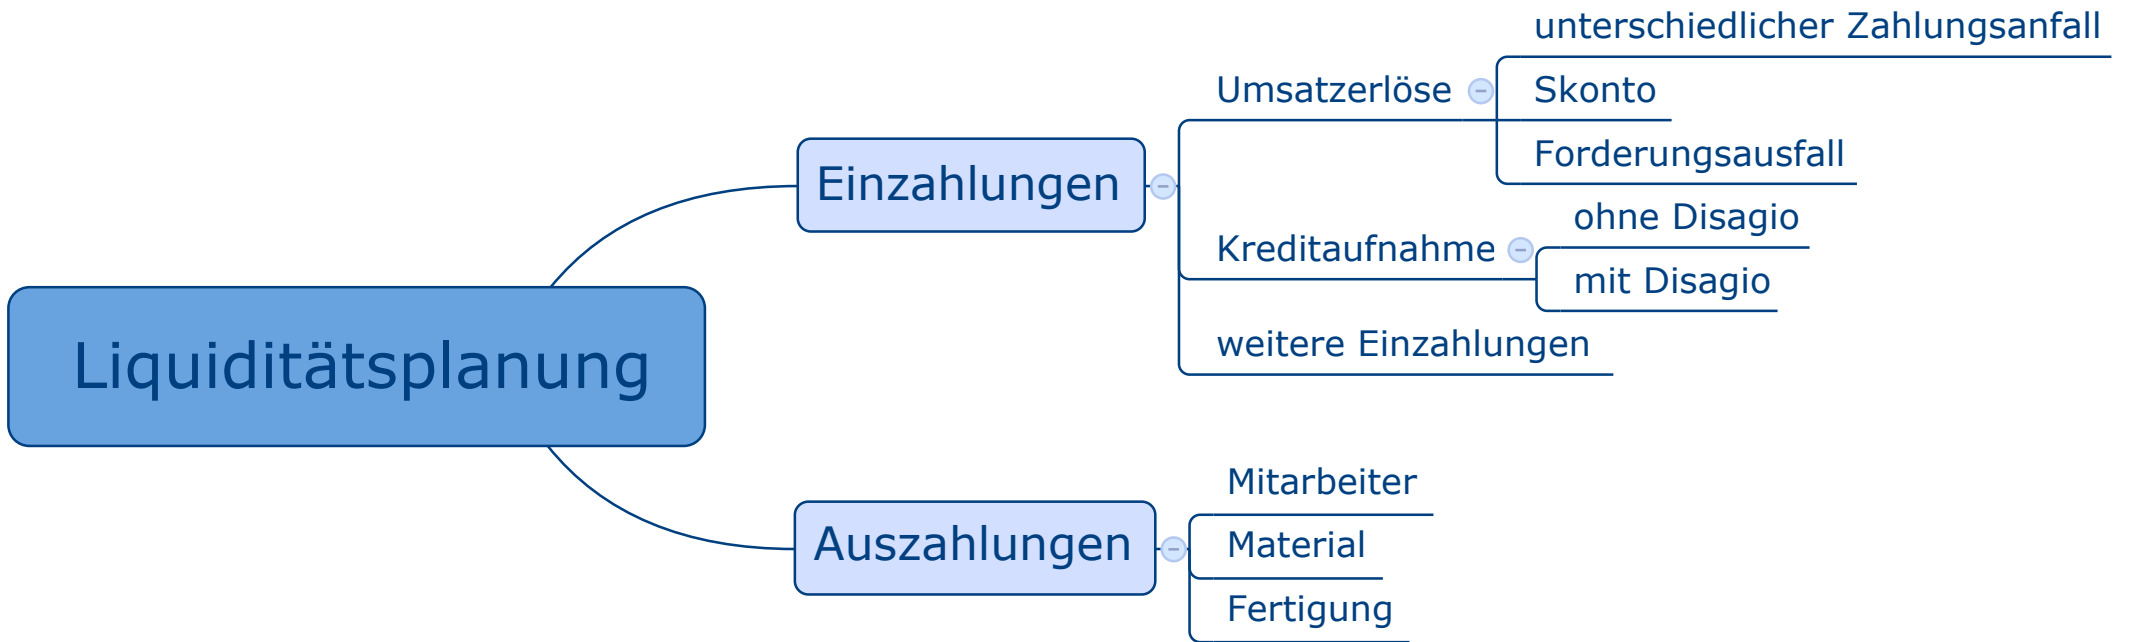 Liquiditätsplanung
Einzahlungen
Umsatzerlöse
unterschiedlicher Zahlungsanfall
Skonto
Forderungsausfall
Kreditaufnahme
ohne Disagio
mit Disagio
weitere Einzahlungen
Auszahlungen
Mitarbeiter
Material
Fertigung